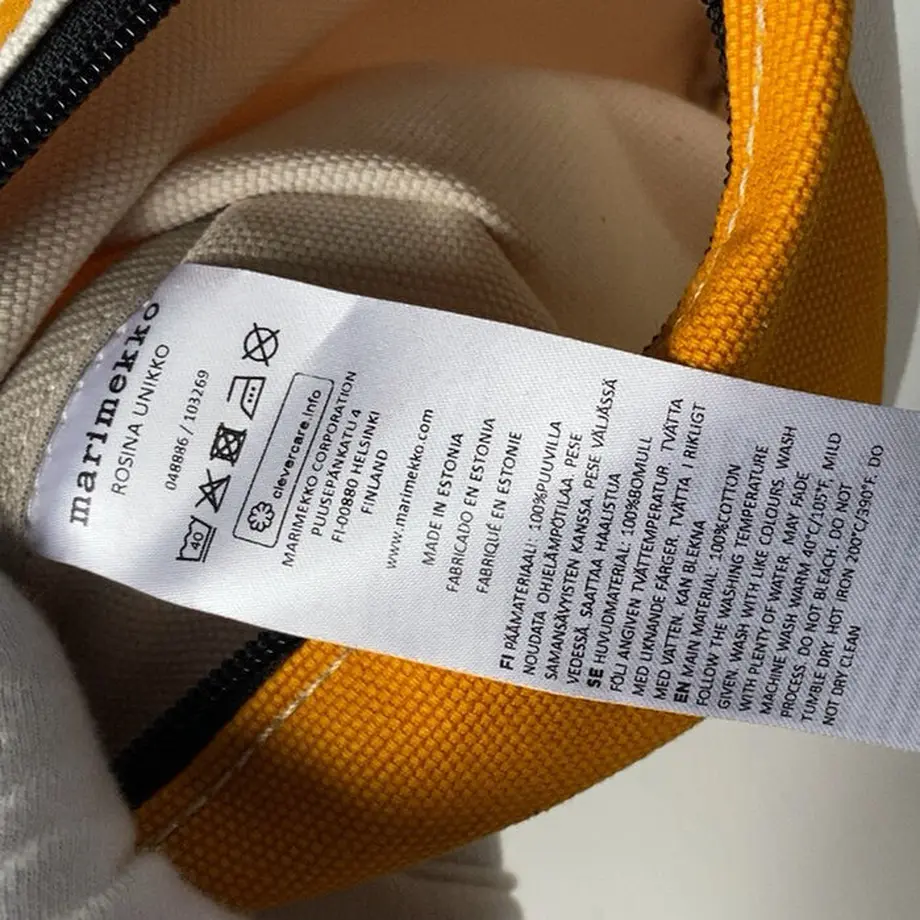 marimekko
ROSINA UNIKKO
048886 / 103269
40
clevercare.info
MARIMEKKO CORPORATION
PUUSEPÄNKATU 4
FI-00880 HELSINKI
FINLAND
www.marimekko.com
MADE IN ESTONIA
FABRICADO EN ESTONIA
FABRIQUÉ EN ESTONIE
FI PÄÄMATERIAALI: 100%PUUVILLA
NOUDATA OHJELÄMPÖTILAA. PESE
SAMANSÄVYISTEN KANSSA. PESE VÄLJÄSSÄ
VEDESSÄ. SAATTAA HAALISTUA
SE HUVUDMATERIAL: 100%BOMULL
FÖLJ ANGIVEN TVÄTTEMPERATUR. TVÄTTA
MED LIKNANDE FÄRGER. TVÄTTA I RIKLIGT
MED VATTEN. KAN BLEKNA
EN MAIN MATERIAL: 100%COTTON
FOLLOW THE WASHING TEMPERATURE
GIVEN. WASH WITH LIKE COLOURS. WASH
WITH PLENTY OF WATER. MAY FADE
MACHINE WASH WARM 40°C/105°F, MILD
PROCESS. DO NOT BLEACH. DO NOT
TUMBLE DRY. HOT IRON 200°C/390°F. DO
NOT DRY CLEAN